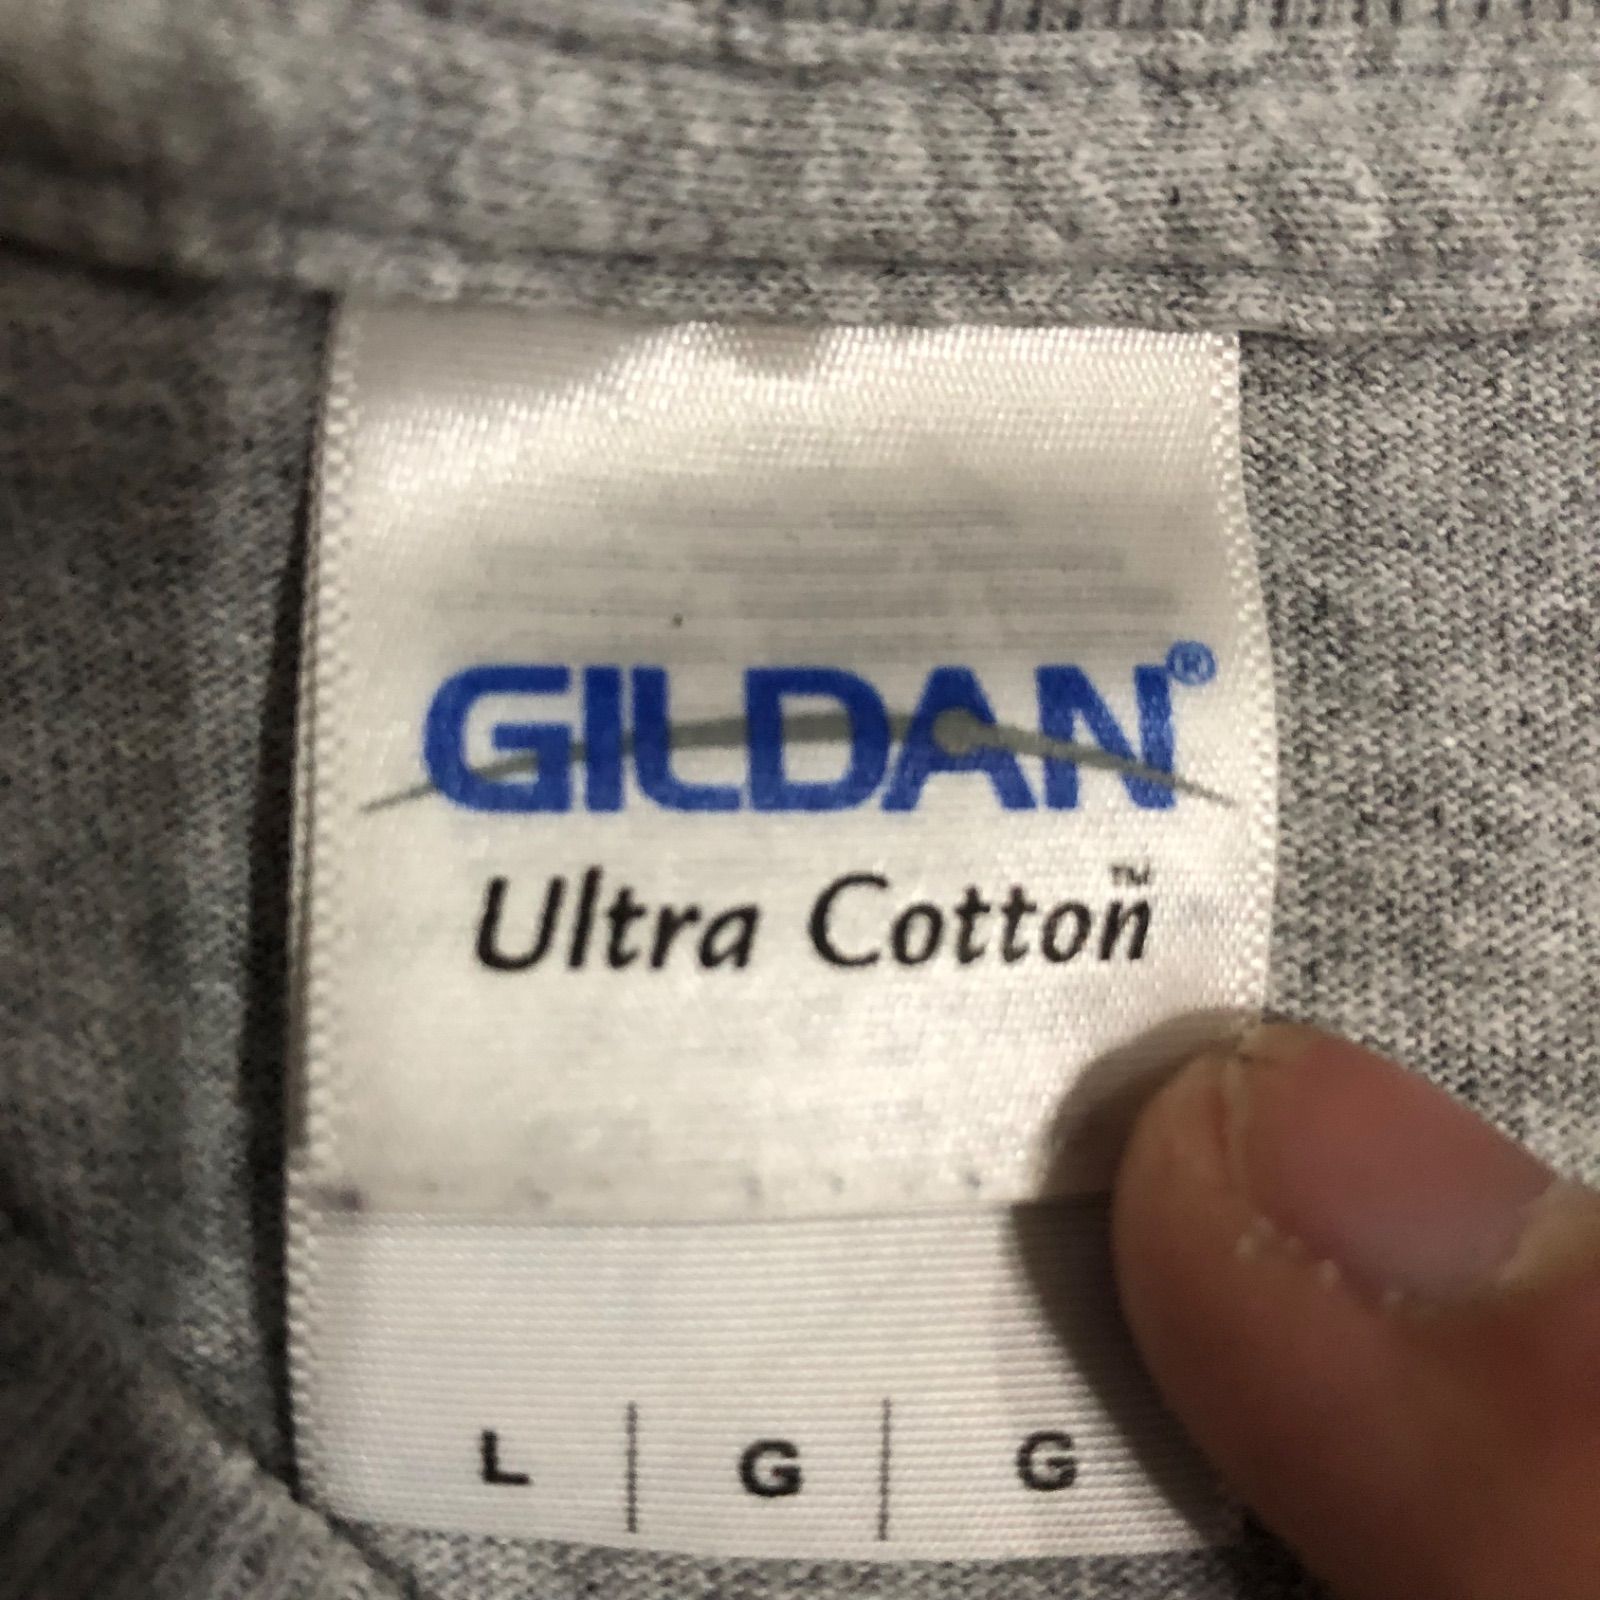 GILDAN®
Ultra Cotton™
L | G | G